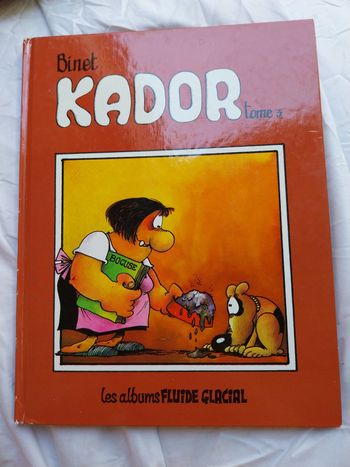 Binet
KADOR
tome 3
BOCUSE
Les albums FLUIDE GLACIAL